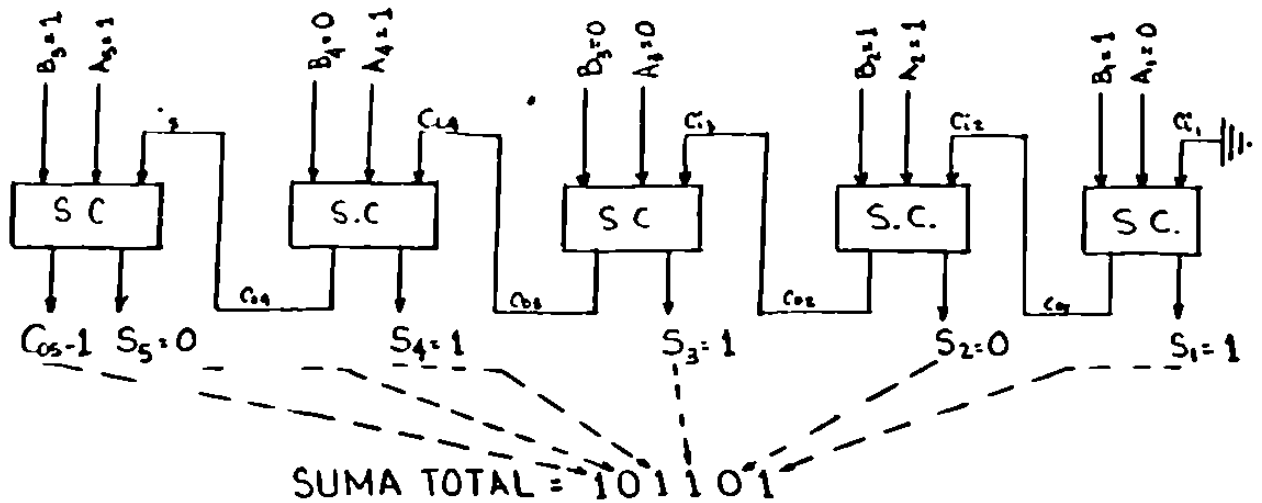 B5=1 A5=1 B4=0 A4=1 B3=0 A3=0 B2=1 A2=1 B1=1 A1=0
Ci4 Ci3 Ci2 Ci1
S C S.C S C S.C. S C.
Co4 Co3 Co2 Co1
Co5-1 S5=0 S4=1 S3=1 S2=0 S1=1
SUMA TOTAL = 101101